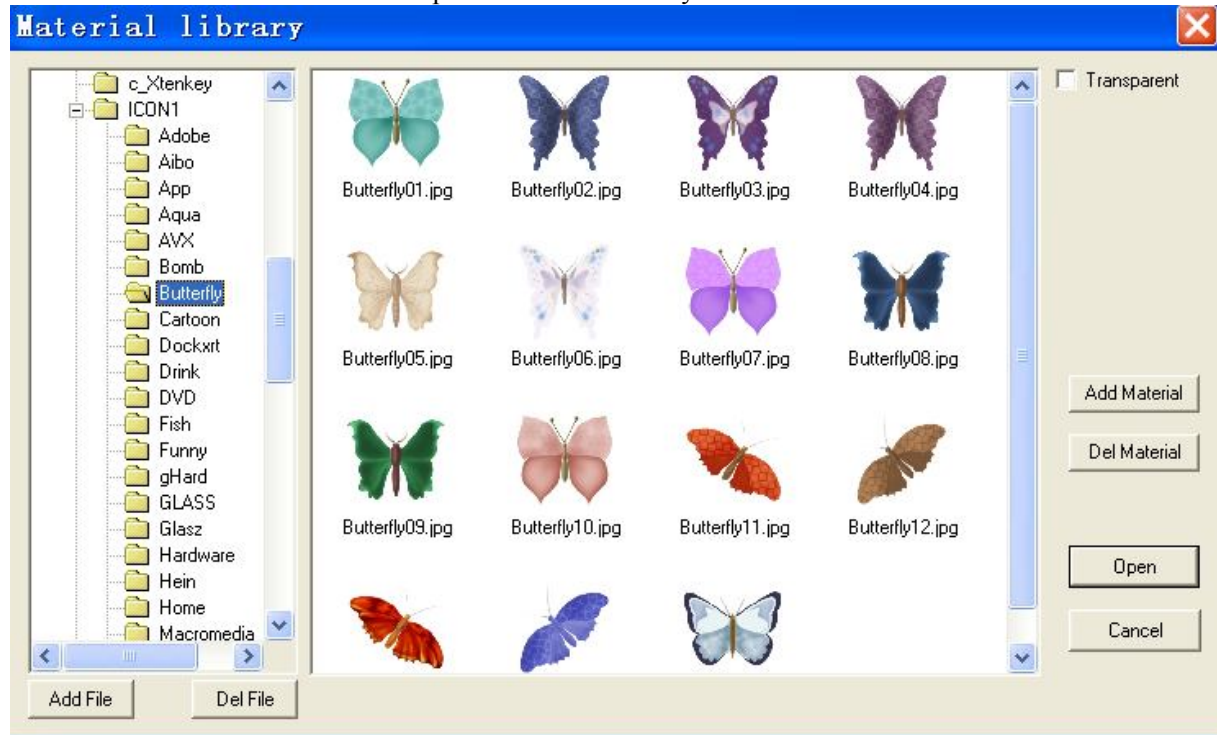 Material library
c_Xtenkey
ICON1
Adobe
Aibo
App
Aqua
AVX
Bomb
Butterfly
Cartoon
Dockxrt
Drink
DVD
Fish
Funny
gHard
GLASS
Glasz
Hardware
Hein
Home
Macromedia
Add File
Del File
Butterfly01.jpg
Butterfly02.jpg
Butterfly03.jpg
Butterfly04.jpg
Butterfly05.jpg
Butterfly06.jpg
Butterfly07.jpg
Butterfly08.jpg
Butterfly09.jpg
Butterfly10.jpg
Butterfly11.jpg
Butterfly12.jpg
Transparent
Add Material
Del Material
Open
Cancel